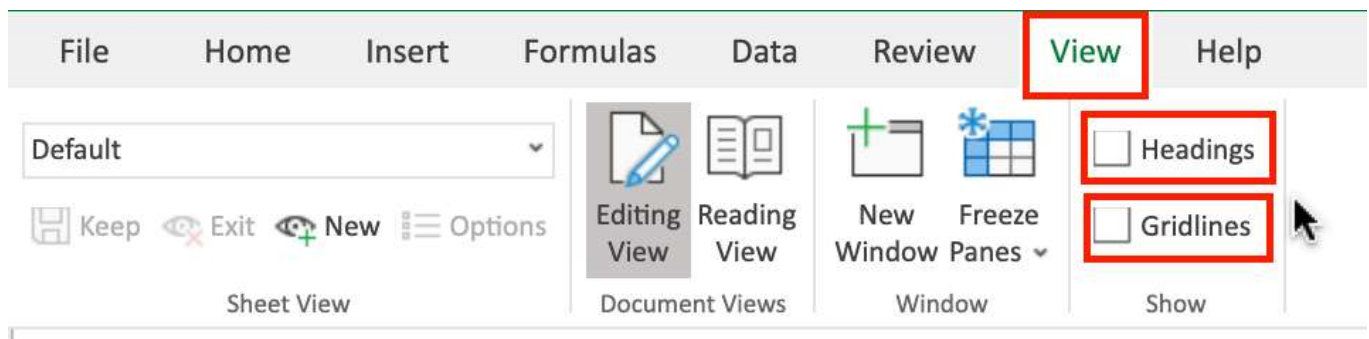 File Home Insert Formulas Data Review View Help
Default
Keep Exit New Options
Editing View
Reading View
New Window
Freeze Panes
Headings
Gridlines
Sheet View
Document Views
Window
Show